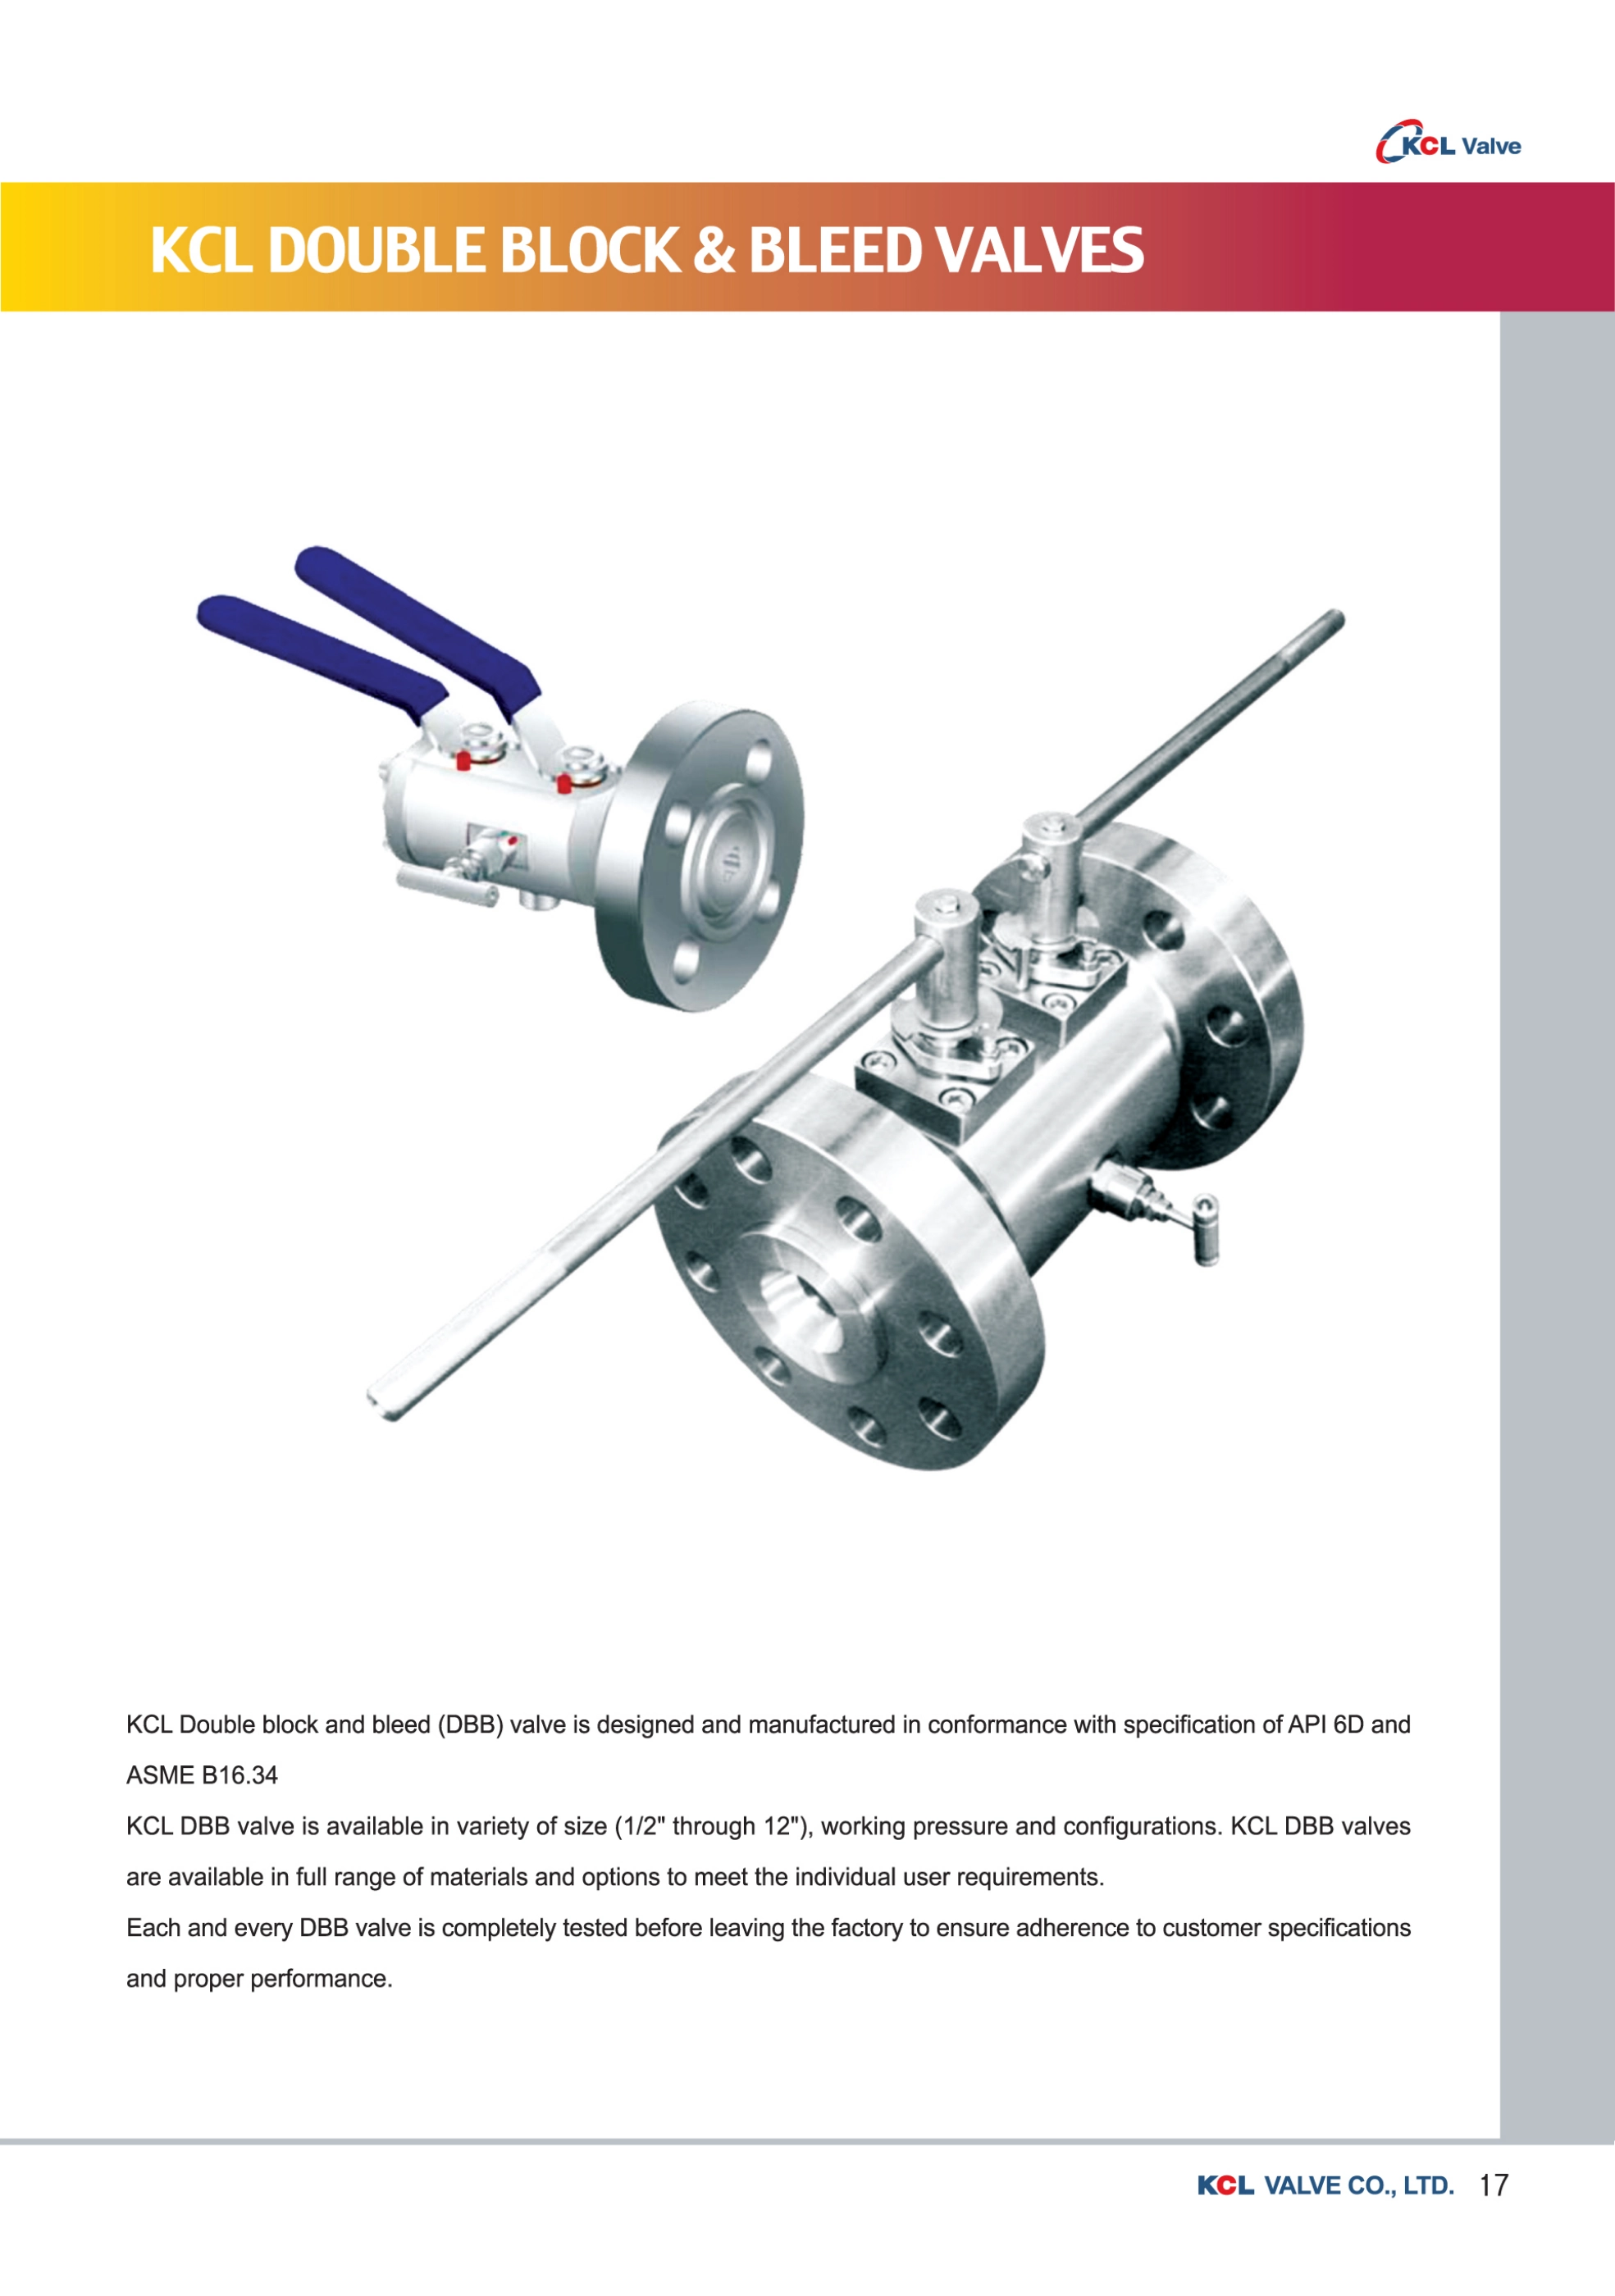 KCL Valve
KCL DOUBLE BLOCK & BLEED VALVES
KCL Double block and bleed (DBB) valve is designed and manufactured in conformance with specification of API 6D and
ASME B16.34
KCL DBB valve is available in variety of size (1/2" through 12"), working pressure and configurations. KCL DBB valves
are available in full range of materials and options to meet the individual user requirements.
Each and every DBB valve is completely tested before leaving the factory to ensure adherence to customer specifications
and proper performance.
KCL VALVE CO., LTD. 17